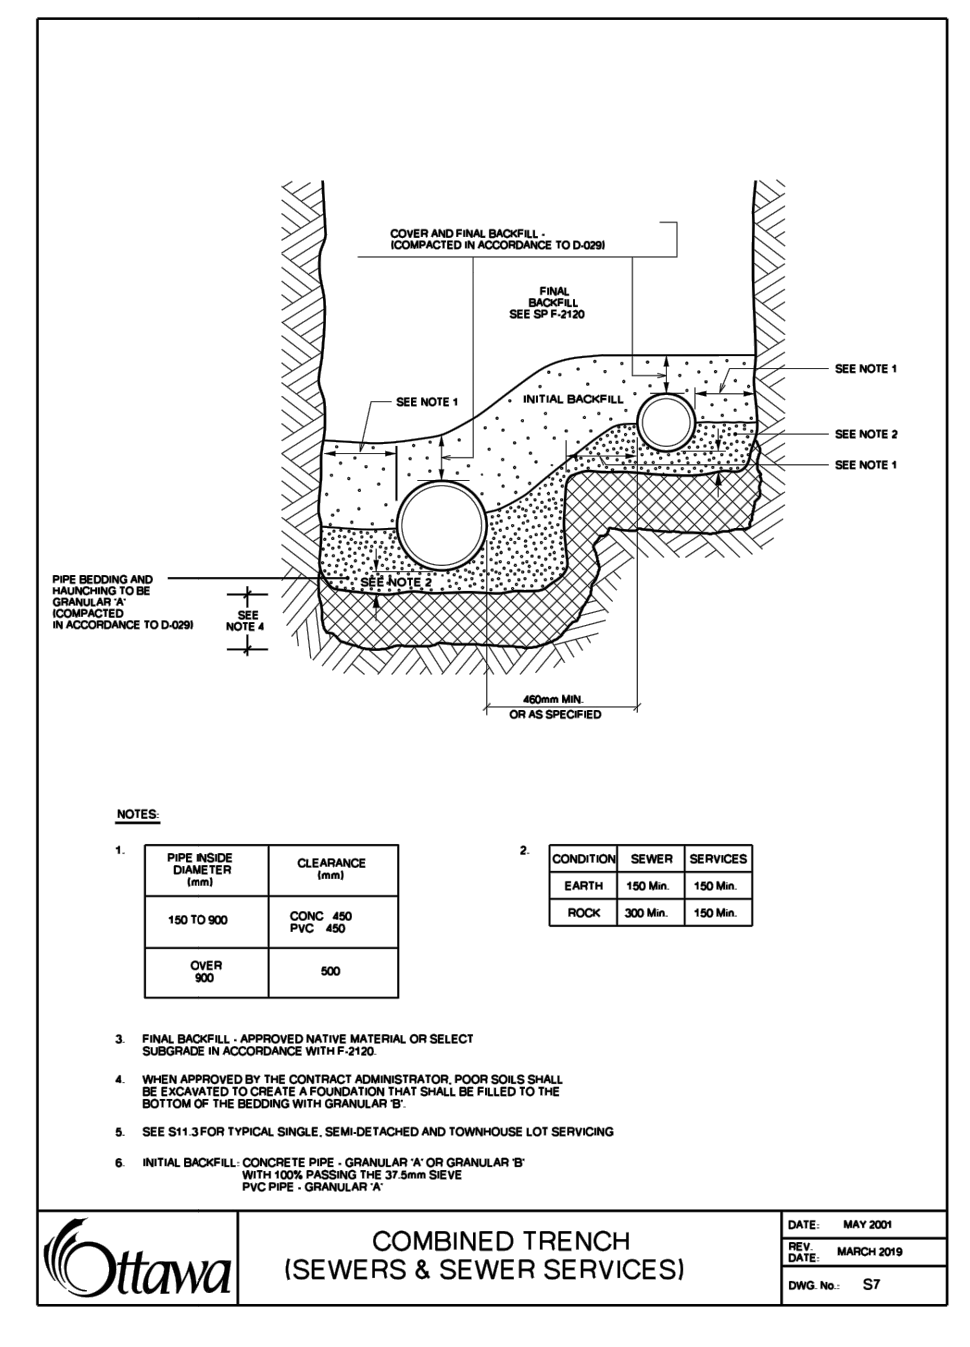 COVER AND FINAL BACKFILL -
(COMPACTED IN ACCORDANCE TO D-029)
FINAL
BACKFILL
SEE SP F-2120
SEE NOTE 1
INITIAL BACKFILL
SEE NOTE 1
SEE NOTE 2
SEE NOTE 1
PIPE BEDDING AND
HAUNCHING TO BE
GRANULAR 'A'
(COMPACTED
IN ACCORDANCE TO D-029)
SEE NOTE 2
SEE
NOTE 4
460mm MIN.
OR AS SPECIFIED
NOTES:
1.
PIPE INSIDE
DIAMETER
(mm)
CLEARANCE
(mm)
150 TO 900
CONC 450
PVC 450
OVER
900
500
2.
CONDITION SEWER SERVICES
EARTH 150 Min. 150 Min.
ROCK 300 Min. 150 Min.
3. FINAL BACKFILL - APPROVED NATIVE MATERIAL OR SELECT
SUBGRADE IN ACCORDANCE WITH F-2120.
4. WHEN APPROVED BY THE CONTRACT ADMINISTRATOR, POOR SOILS SHALL
BE EXCAVATED TO CREATE A FOUNDATION THAT SHALL BE FILLED TO THE
BOTTOM OF THE BEDDING WITH GRANULAR 'B'.
5. SEE S11.3 FOR TYPICAL SINGLE, SEMI-DETACHED AND TOWNHOUSE LOT SERVICING
6. INITIAL BACKFILL: CONCRETE PIPE - GRANULAR 'A' OR GRANULAR 'B'
WITH 100% PASSING THE 37.5mm SIEVE
PVC PIPE - GRANULAR 'A'
Ottawa
COMBINED TRENCH
(SEWERS & SEWER SERVICES)
DATE: MAY 2001
REV.
DATE: MARCH 2019
DWG. No.: S7